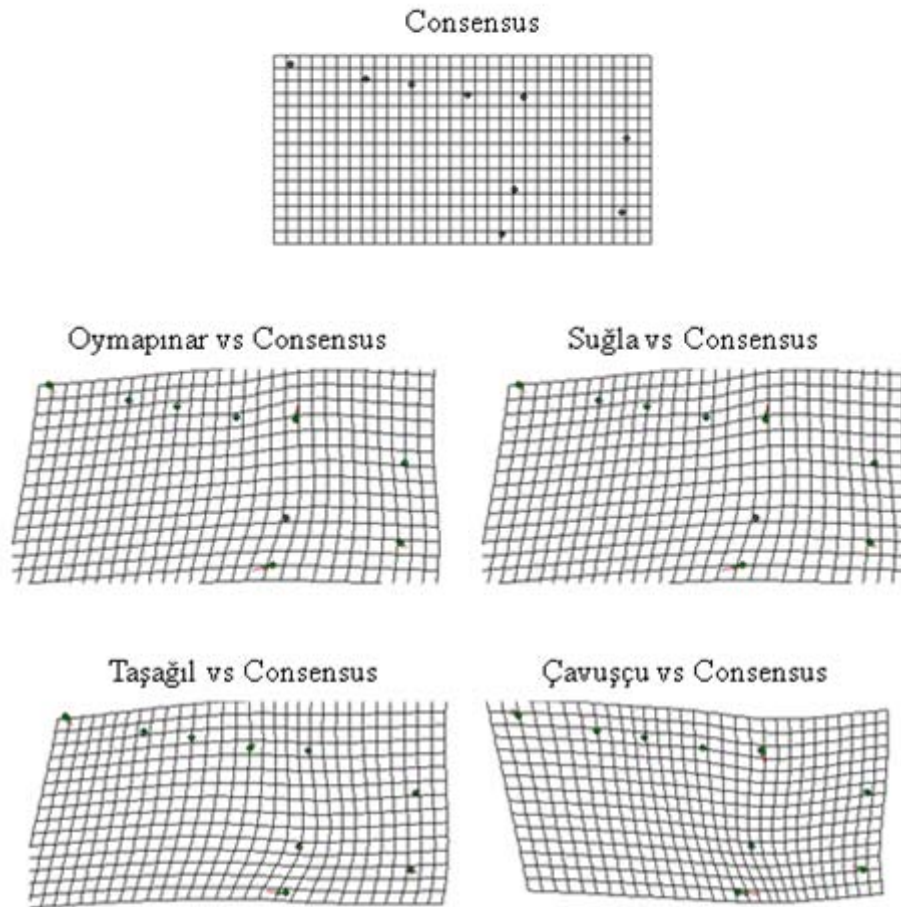 Consensus
Oymapınar vs Consensus
Suğla vs Consensus
Taşağıl vs Consensus
Çavuşçu vs Consensus